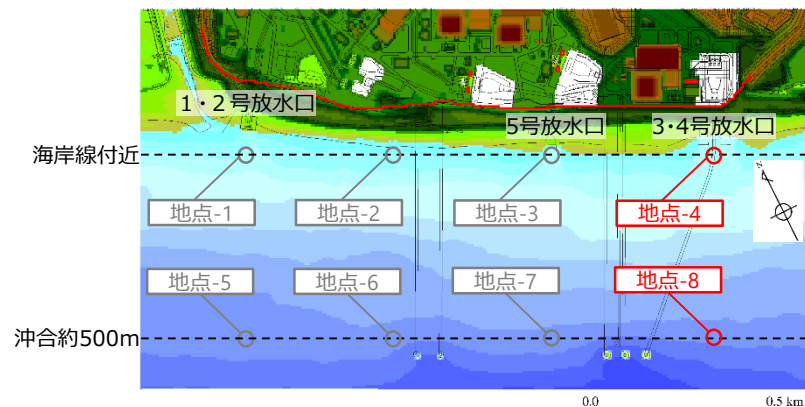 1・2号放水口
5号放水口
3・4号放水口
海岸線付近
地点-1
地点-2
地点-3
地点-4
N
地点-5
地点-6
地点-7
地点-8
沖合約500m
0.0
0.5 km